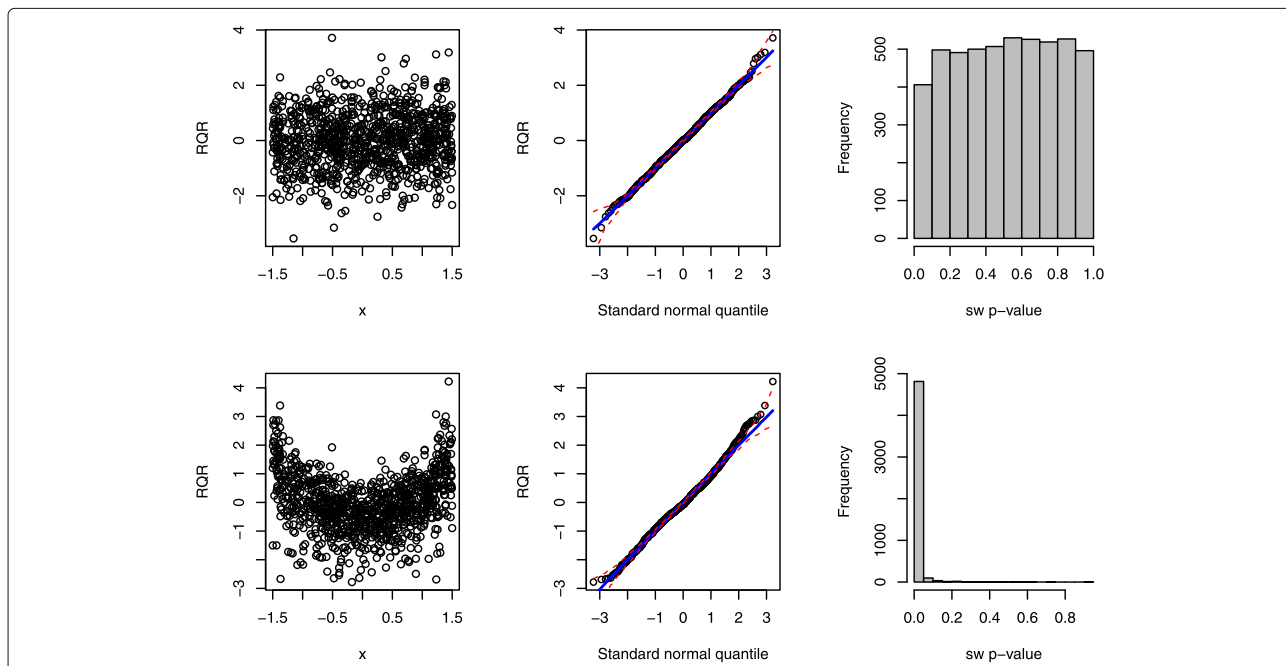 RQR
4
2
0
−2
−1.5 −0.5 0.5 1.5
x
RQR
4
2
0
−2
−3 −1 0 1 2 3
Standard normal quantile
Frequency
500
300
100
0
0.0 0.2 0.4 0.6 0.8 1.0
sw p−value
RQR
4
3
2
1
0
−1
−3
−1.5 −0.5 0.5 1.5
x
RQR
4
3
2
1
0
−1
−3
−3 −1 0 1 2 3
Standard normal quantile
Frequency
5000
3000
1000
0
0.0 0.2 0.4 0.6 0.8
sw p−value